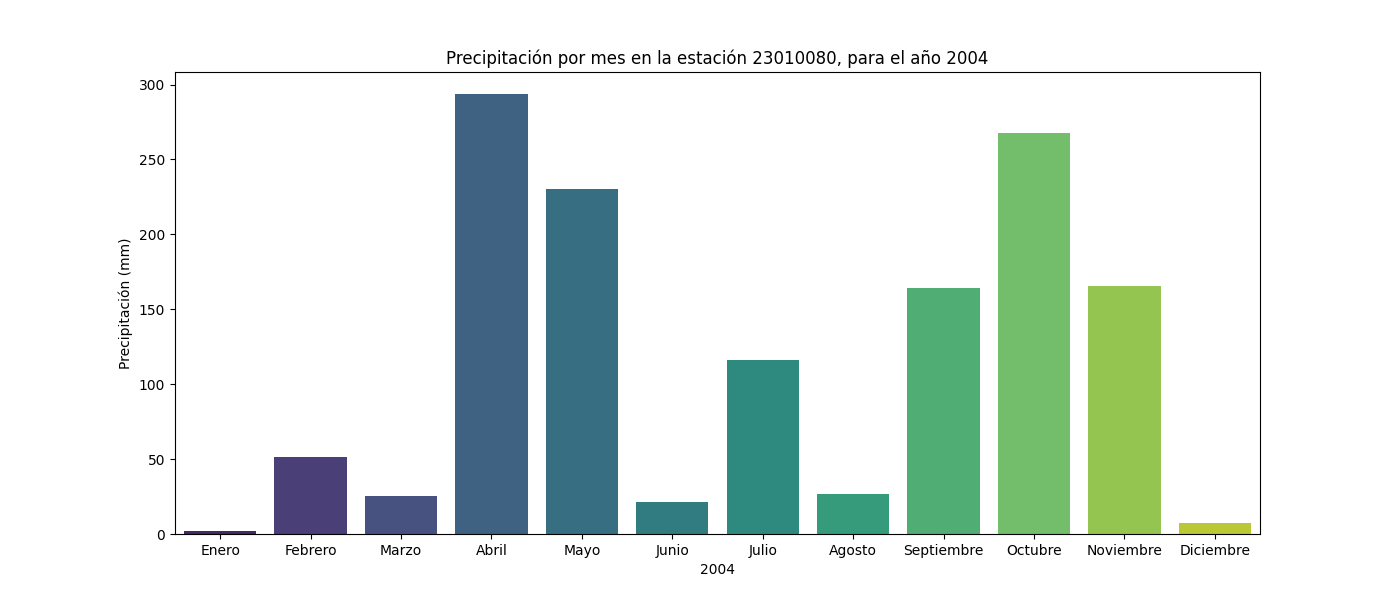 Precipitación por mes en la estación 23010080, para el año 2004
Precipitación (mm)
300
250
200
150
100
50
0
Enero Febrero Marzo Abril Mayo Junio Julio Agosto Septiembre Octubre Noviembre Diciembre
2004